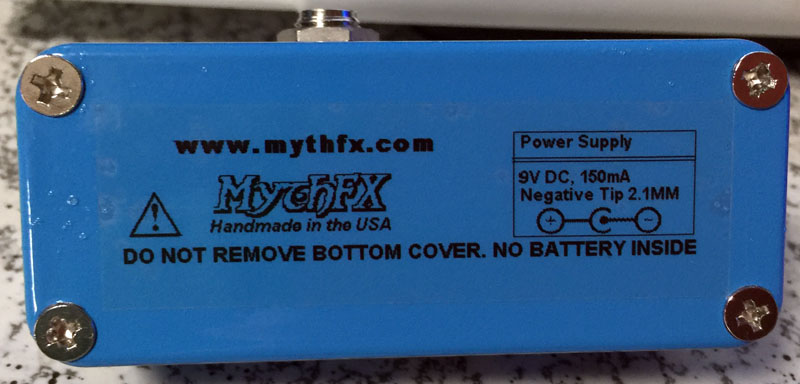 www.mythfx.com
MythFX
Handmade in the USA
DO NOT REMOVE BOTTOM COVER. NO BATTERY INSIDE
Power Supply
9V DC, 150mA
Negative Tip 2.1MM